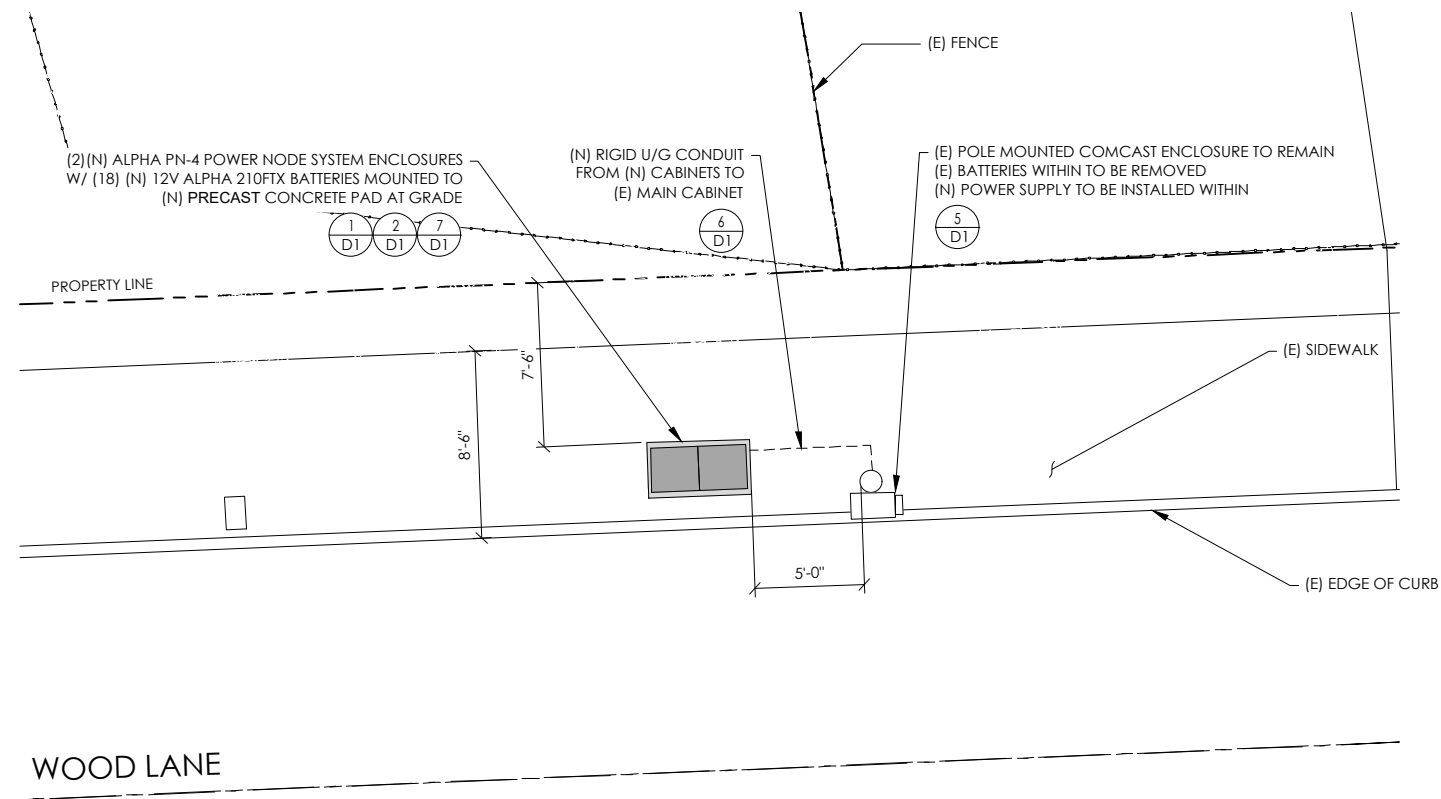 (E) FENCE
(2)(N) ALPHA PN-4 POWER NODE SYSTEM ENCLOSURES
W/ (18) (N) 12V ALPHA 210FTX BATTERIES MOUNTED TO
(N) PRECAST CONCRETE PAD AT GRADE
1
D1
2
D1
7
D1
(N) RIGID U/G CONDUIT
FROM (N) CABINETS TO
(E) MAIN CABINET
6
D1
(E) POLE MOUNTED COMCAST ENCLOSURE TO REMAIN
(E) BATTERIES WITHIN TO BE REMOVED
(N) POWER SUPPLY TO BE INSTALLED WITHIN
5
D1
PROPERTY LINE
7'-6"
8'-6"
(E) SIDEWALK
5'-0"
(E) EDGE OF CURB
WOOD LANE